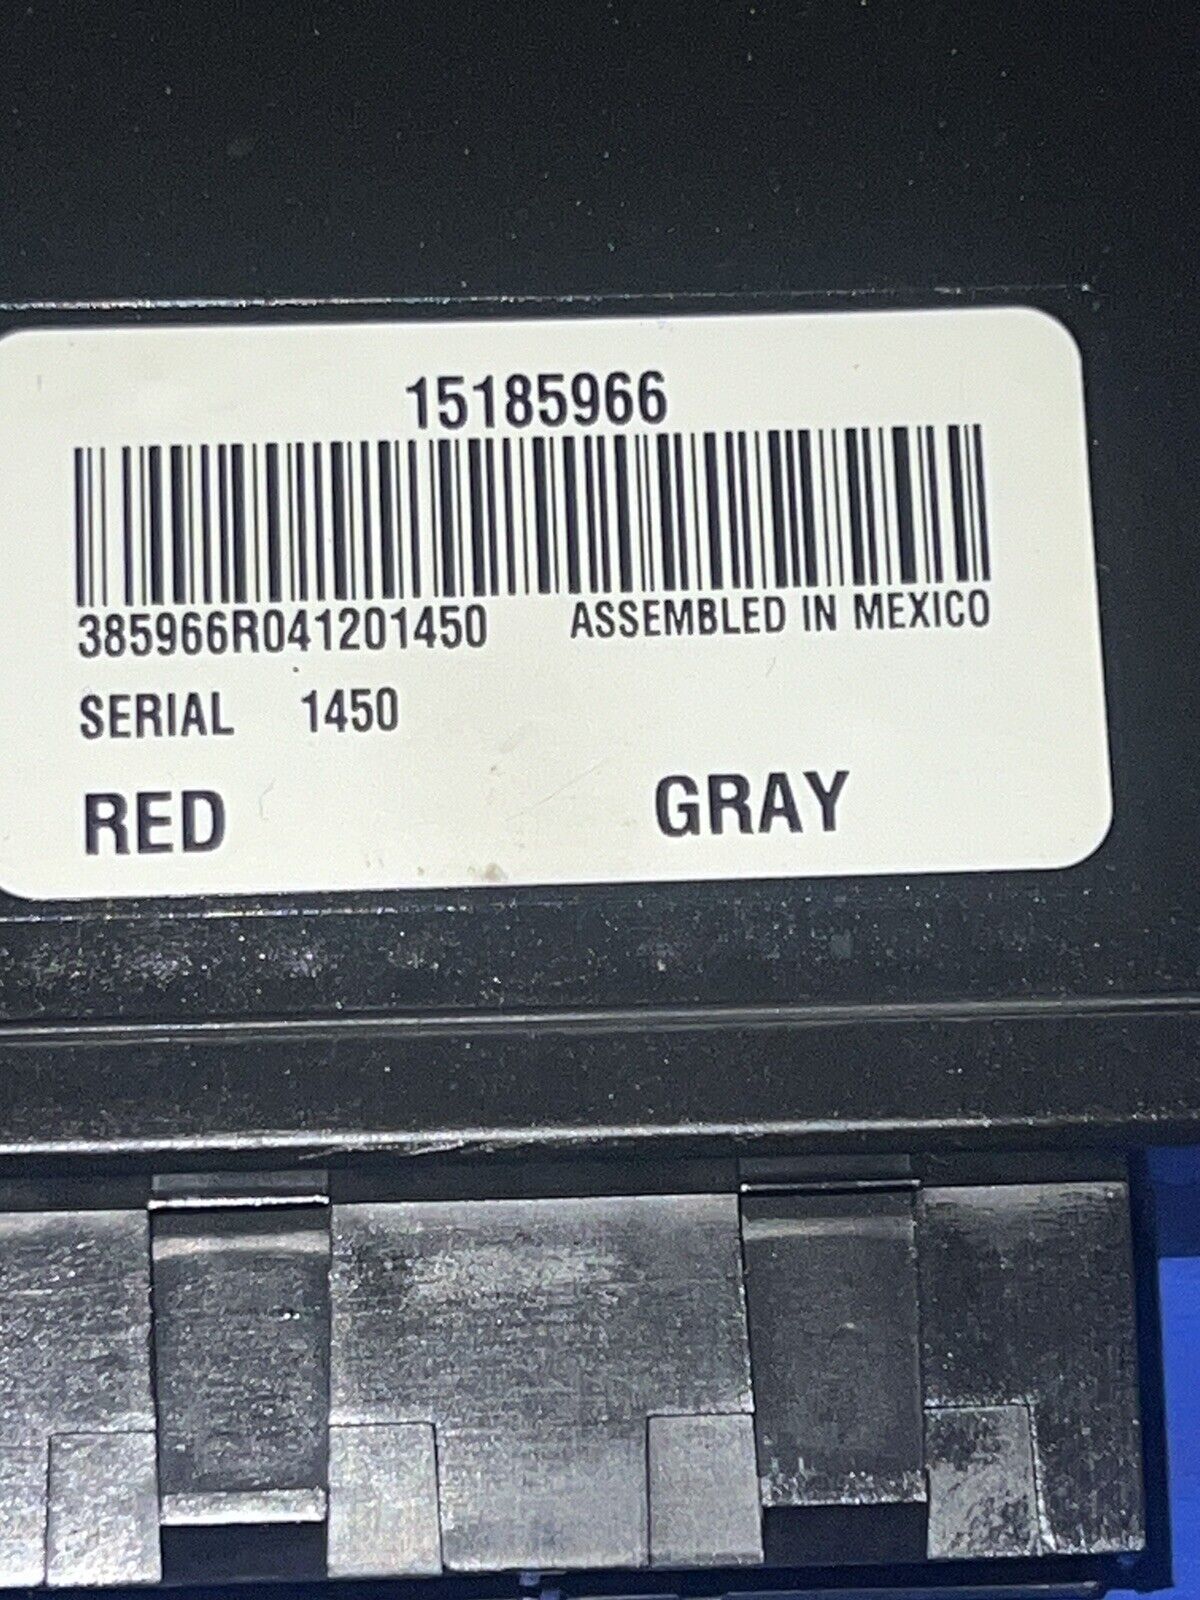 15185966
385966R041201450 ASSEMBLED IN MEXICO
SERIAL 1450
RED GRAY